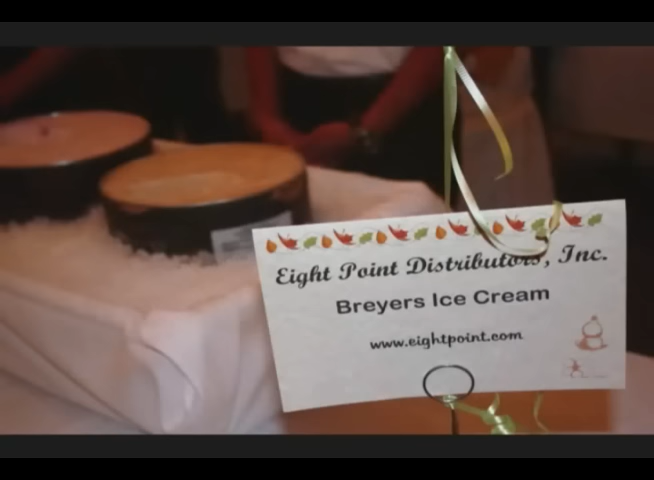 Eight Point Distributors, Inc.
Breyers Ice Cream
www.eightpoint.com